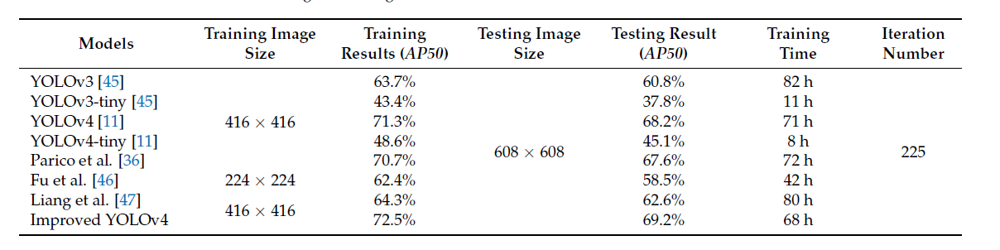 Models Training Image Size Training Results (AP50) Testing Image Size Testing Result (AP50) Training Time Iteration Number
YOLOv3 [45] 63.7% 60.8% 82 h
YOLOv3-tiny [45] 43.4% 37.8% 11 h
YOLOv4 [11] 416 × 416 71.3% 68.2% 71 h
YOLOv4-tiny [11] 48.6% 45.1% 8 h
608 × 608 225
Parico et al. [36] 70.7% 67.6% 72 h
Fu et al. [46] 224 × 224 62.4% 58.5% 42 h
Liang et al. [47] 64.3% 62.6% 80 h
416 × 416
Improved YOLOv4 72.5% 69.2% 68 h